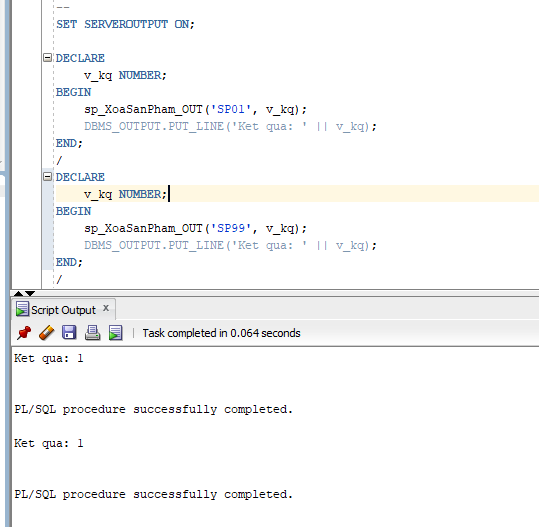 --
SET SERVEROUTPUT ON;
DECLARE
v_kq NUMBER;
BEGIN
sp_XoaSanPham_OUT('SP01', v_kq);
DBMS_OUTPUT.PUT_LINE('Ket qua: ' || v_kq);
END;
/
DECLARE
v_kq NUMBER;
BEGIN
sp_XoaSanPham_OUT('SP99', v_kq);
DBMS_OUTPUT.PUT_LINE('Ket qua: ' || v_kq);
END;
/
Script Output x
Task completed in 0.064 seconds
Ket qua: 1
PL/SQL procedure successfully completed.
Ket qua: 1
PL/SQL procedure successfully completed.